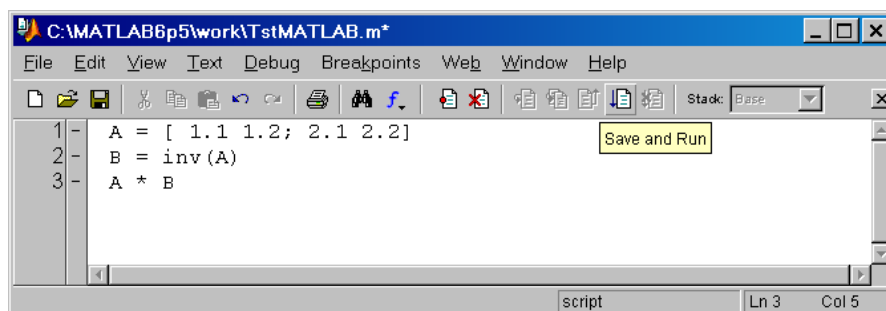 C:\MATLAB6p5\work\TstMATLAB.m*
File Edit View Text Debug Breakpoints Web Window Help
Stack: Base
1 - A = [ 1.1 1.2; 2.1 2.2]
2 - B = inv(A)
3 - A * B
Save and Run
script Ln 3 Col 5